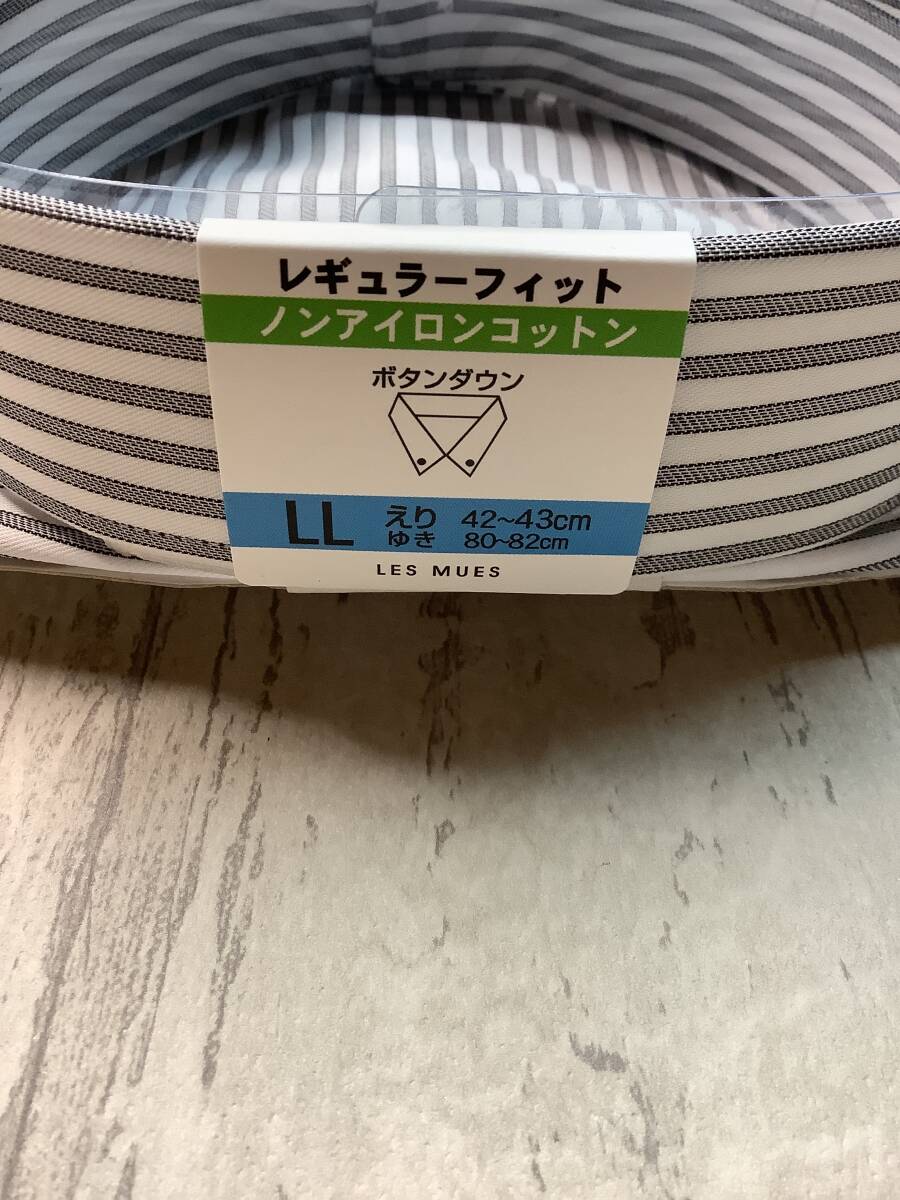 レギュラーフィット
ノンアイロンコットン
ボタンダウン
LL えり 42~43cm
ゆき 80~82cm
LES MUES